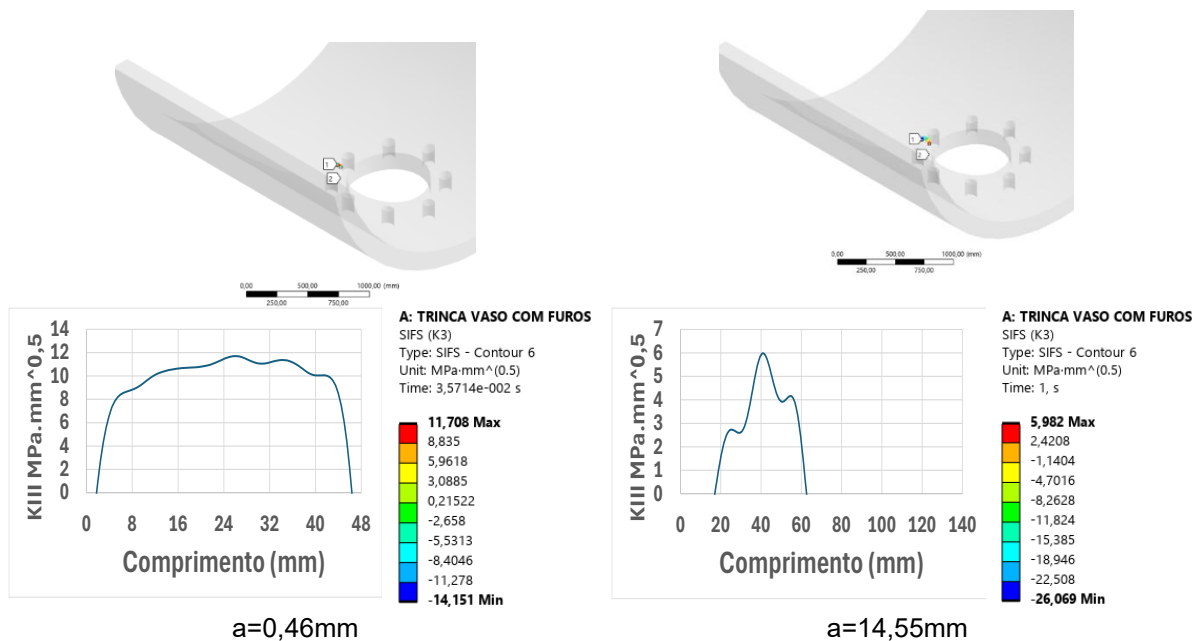 1
2
0,00 500,00 1000,00 (mm)
250,00 750,00
1
2
0,00 500,00 1000,00 (mm)
250,00 750,00
KIII MPa.mm^0,5
14
12
10
8
6
4
2
0
0 8 16 24 32 40 48
Comprimento (mm)
A: TRINCA VASO COM FUROS
SIFS (K3)
Type: SIFS - Contour 6
Unit: MPa·mm^(0.5)
Time: 3,5714e-002 s
11,708 Max
8,835
5,9618
3,0885
0,21522
-2,658
-5,5313
-8,4046
-11,278
-14,151 Min
a=0,46mm
KIII MPa.mm^0,5
7
6
5
4
3
2
1
0
0 20 40 60 80 100 120 140
Comprimento (mm)
A: TRINCA VASO COM FUROS
SIFS (K3)
Type: SIFS - Contour 6
Unit: MPa·mm^(0.5)
Time: 1, s
5,982 Max
2,4208
-1,1404
-4,7016
-8,2628
-11,824
-15,385
-18,946
-22,508
-26,069 Min
a=14,55mm